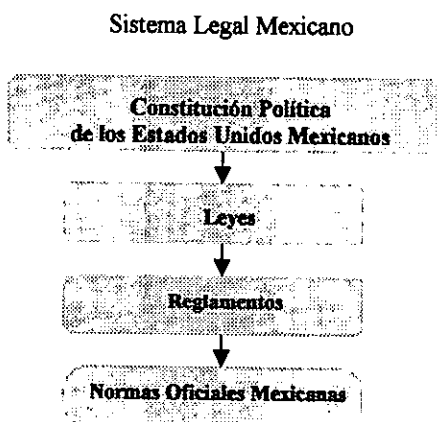 Sistema Legal Mexicano
Constitución Política
de los Estados Unidos Mexicanos
Leyes
Reglamentos
Normas Oficiales Mexicanas